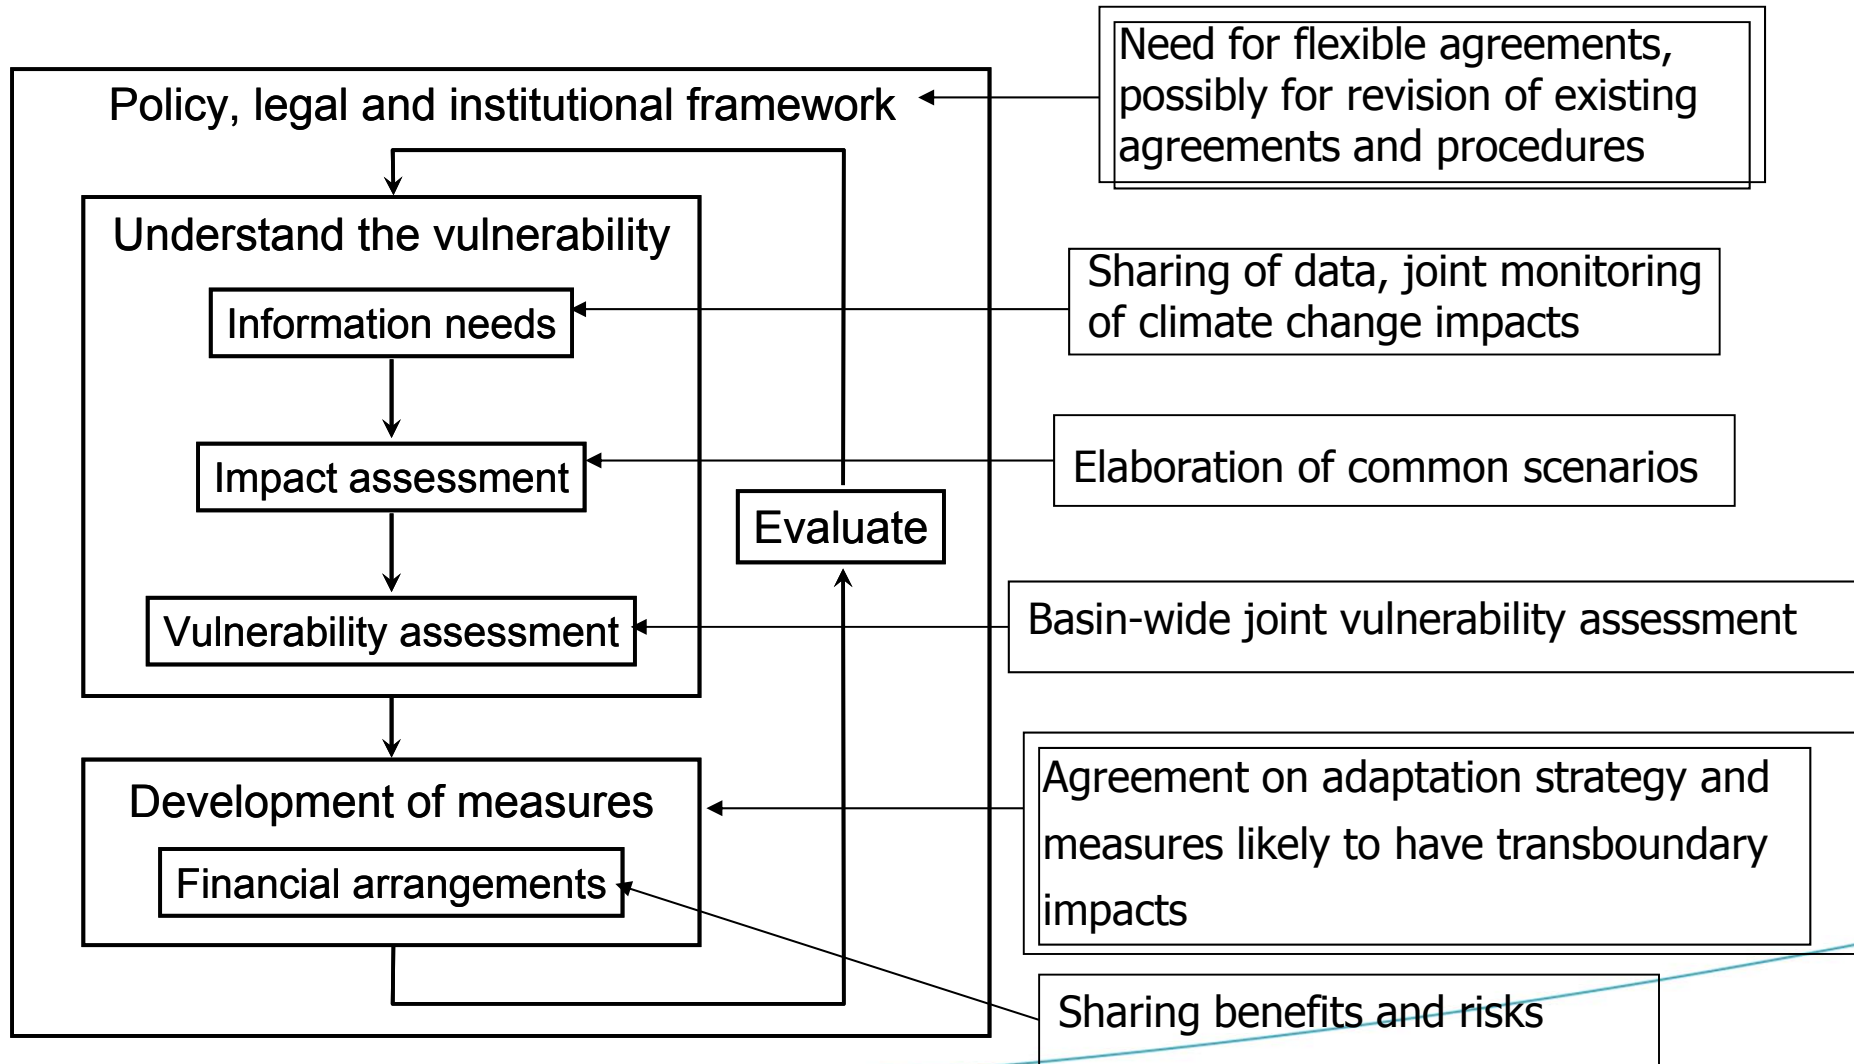 Policy, legal and institutional framework
Understand the vulnerability
Information needs
Impact assessment
Vulnerability assessment
Development of measures
Financial arrangements
Evaluate
Need for flexible agreements,
possibly for revision of existing
agreements and procedures
Sharing of data, joint monitoring
of climate change impacts
Elaboration of common scenarios
Basin-wide joint vulnerability assessment
Agreement on adaptation strategy and
measures likely to have transboundary
impacts
Sharing benefits and risks